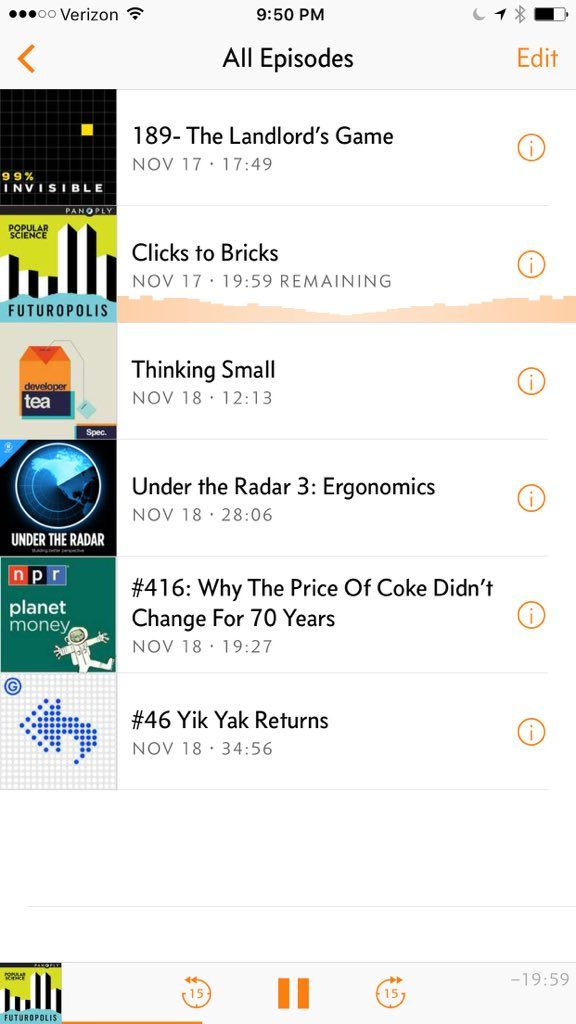 Verizon
9:50 PM
All Episodes
Edit
99%
INVISIBLE
189- The Landlord's Game
NOV 17 · 17:49
PANOPLY
POPULAR
SCIENCE
FUTUROPOLIS
Clicks to Bricks
NOV 17 · 19:59 REMAINING
developer
tea
Spec.
Thinking Small
NOV 18 · 12:13
UNDER THE RADAR
Building better perspective
Under the Radar 3: Ergonomics
NOV 18 · 28:06
npr
planet
money
#416: Why The Price Of Coke Didn't
Change For 70 Years
NOV 18 · 19:27
G
#46 Yik Yak Returns
NOV 18 · 34:56
PANOPLY
POPULAR
SCIENCE
FUTUROPOLIS
15
15
−19:59